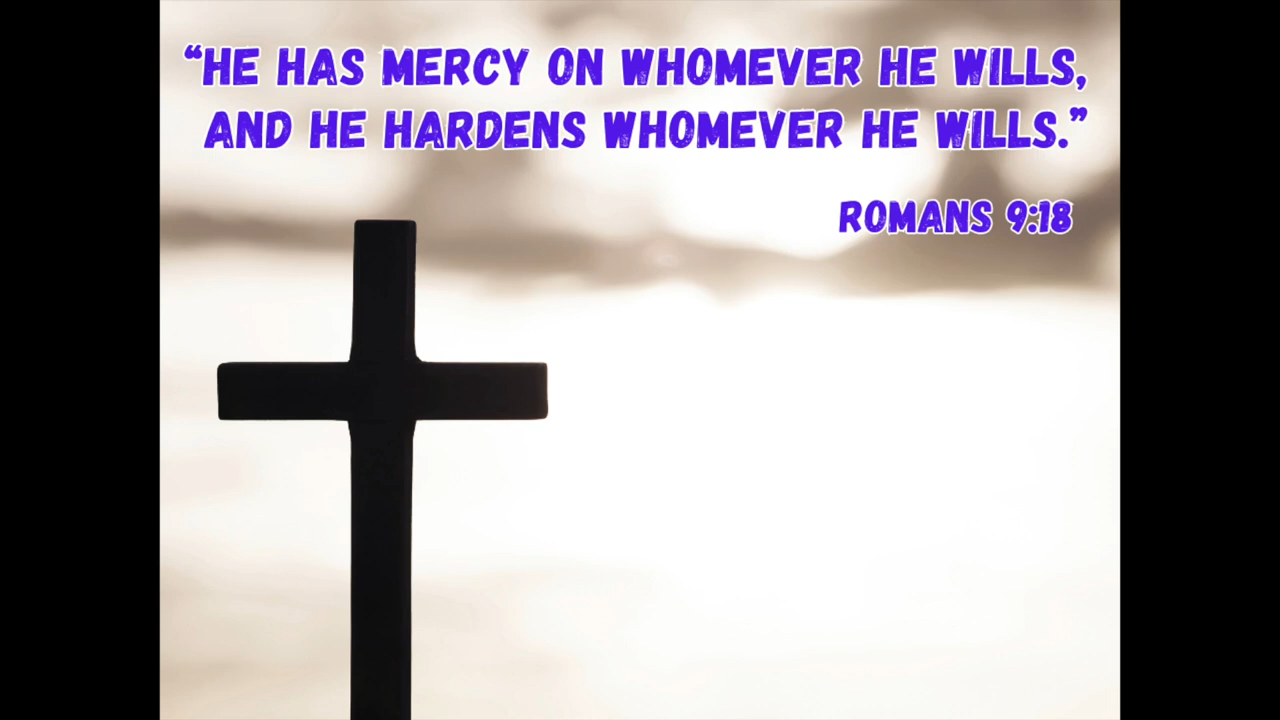 “HE HAS MERCY ON WHOMEVER HE WILLS,
AND HE HARDENS WHOMEVER HE WILLS.”
ROMANS 9:18